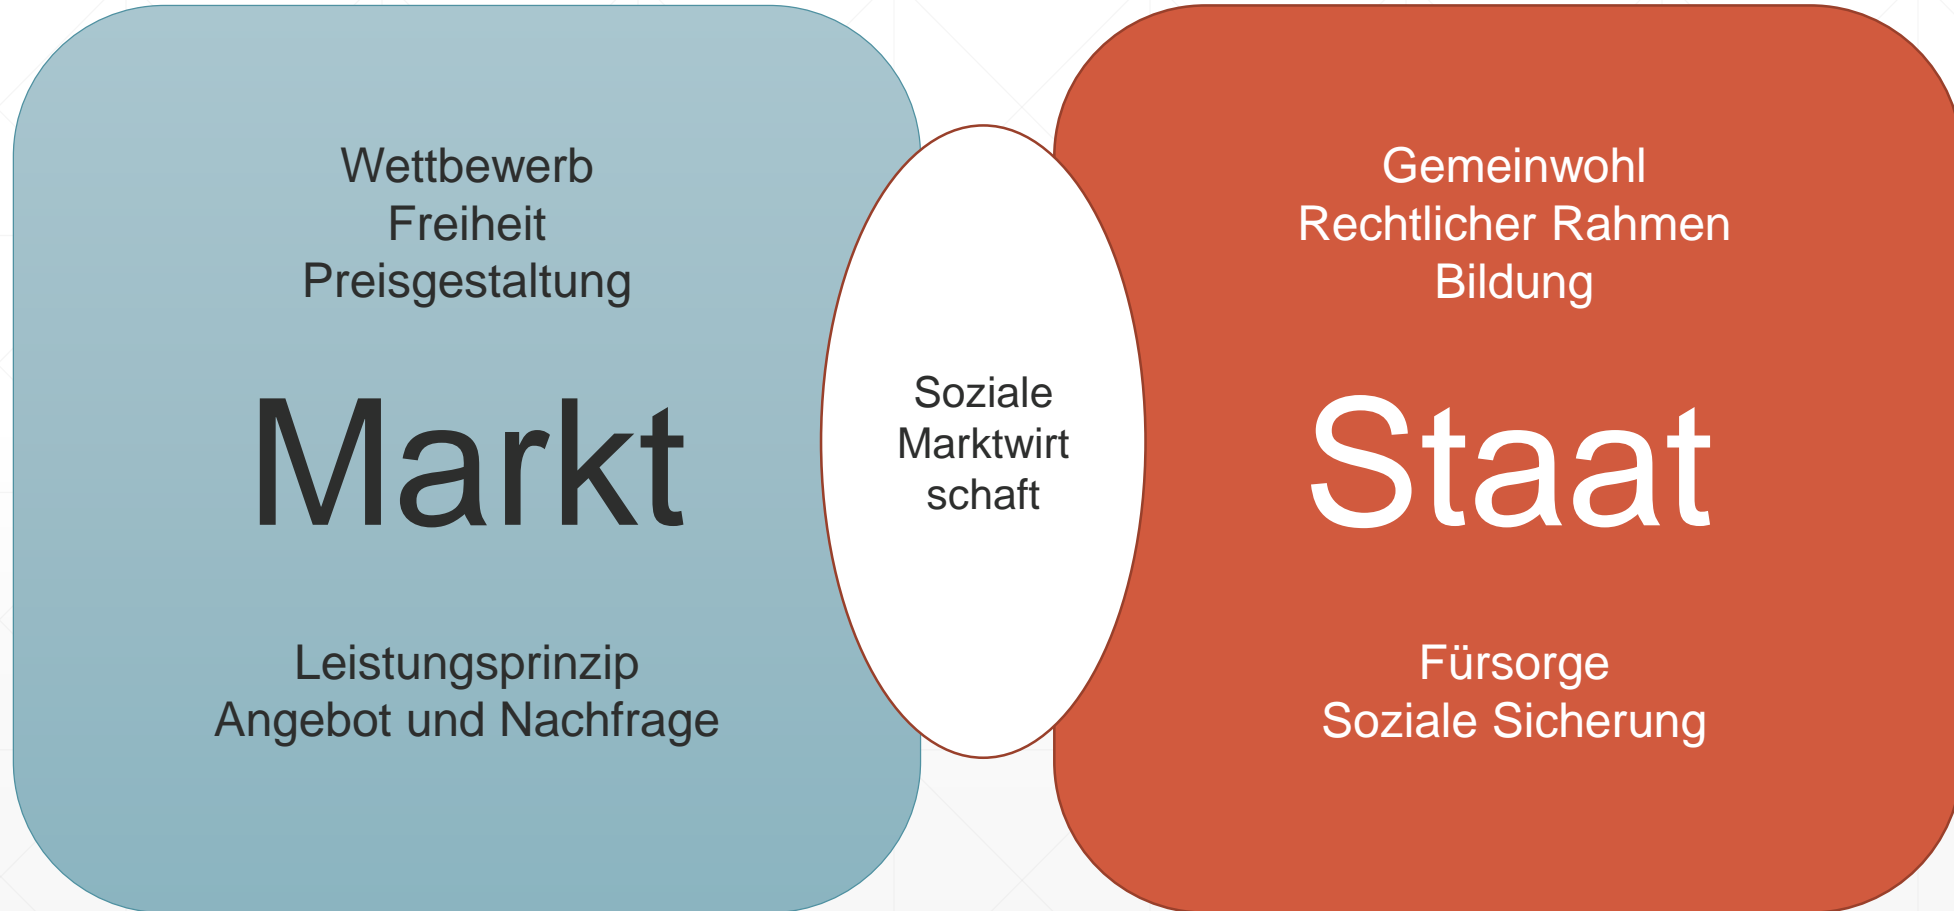 Wettbewerb
Freiheit
Preisgestaltung
Markt
Leistungsprinzip
Angebot und Nachfrage
Soziale
Marktwirt
schaft
Gemeinwohl
Rechtlicher Rahmen
Bildung
Staat
Fürsorge
Soziale Sicherung